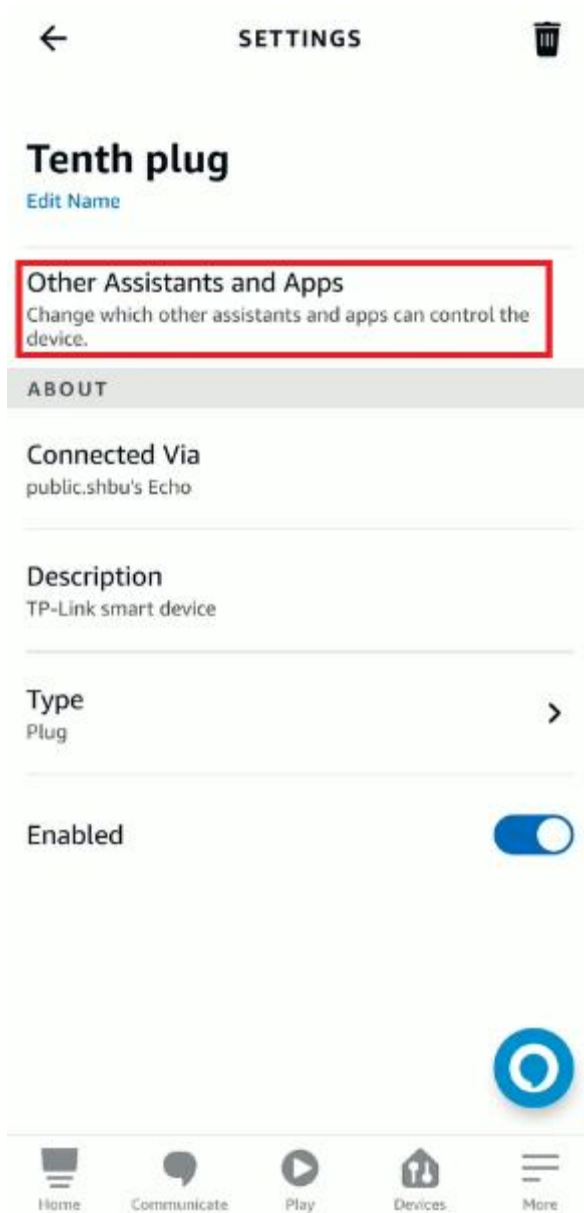 SETTINGS
Tenth plug
Edit Name
Other Assistants and Apps
Change which other assistants and apps can control the
device.
ABOUT
Connected Via
public.shbu's Echo
Description
TP-Link smart device
Type
Plug
Enabled
Home Communicate Play Devices More